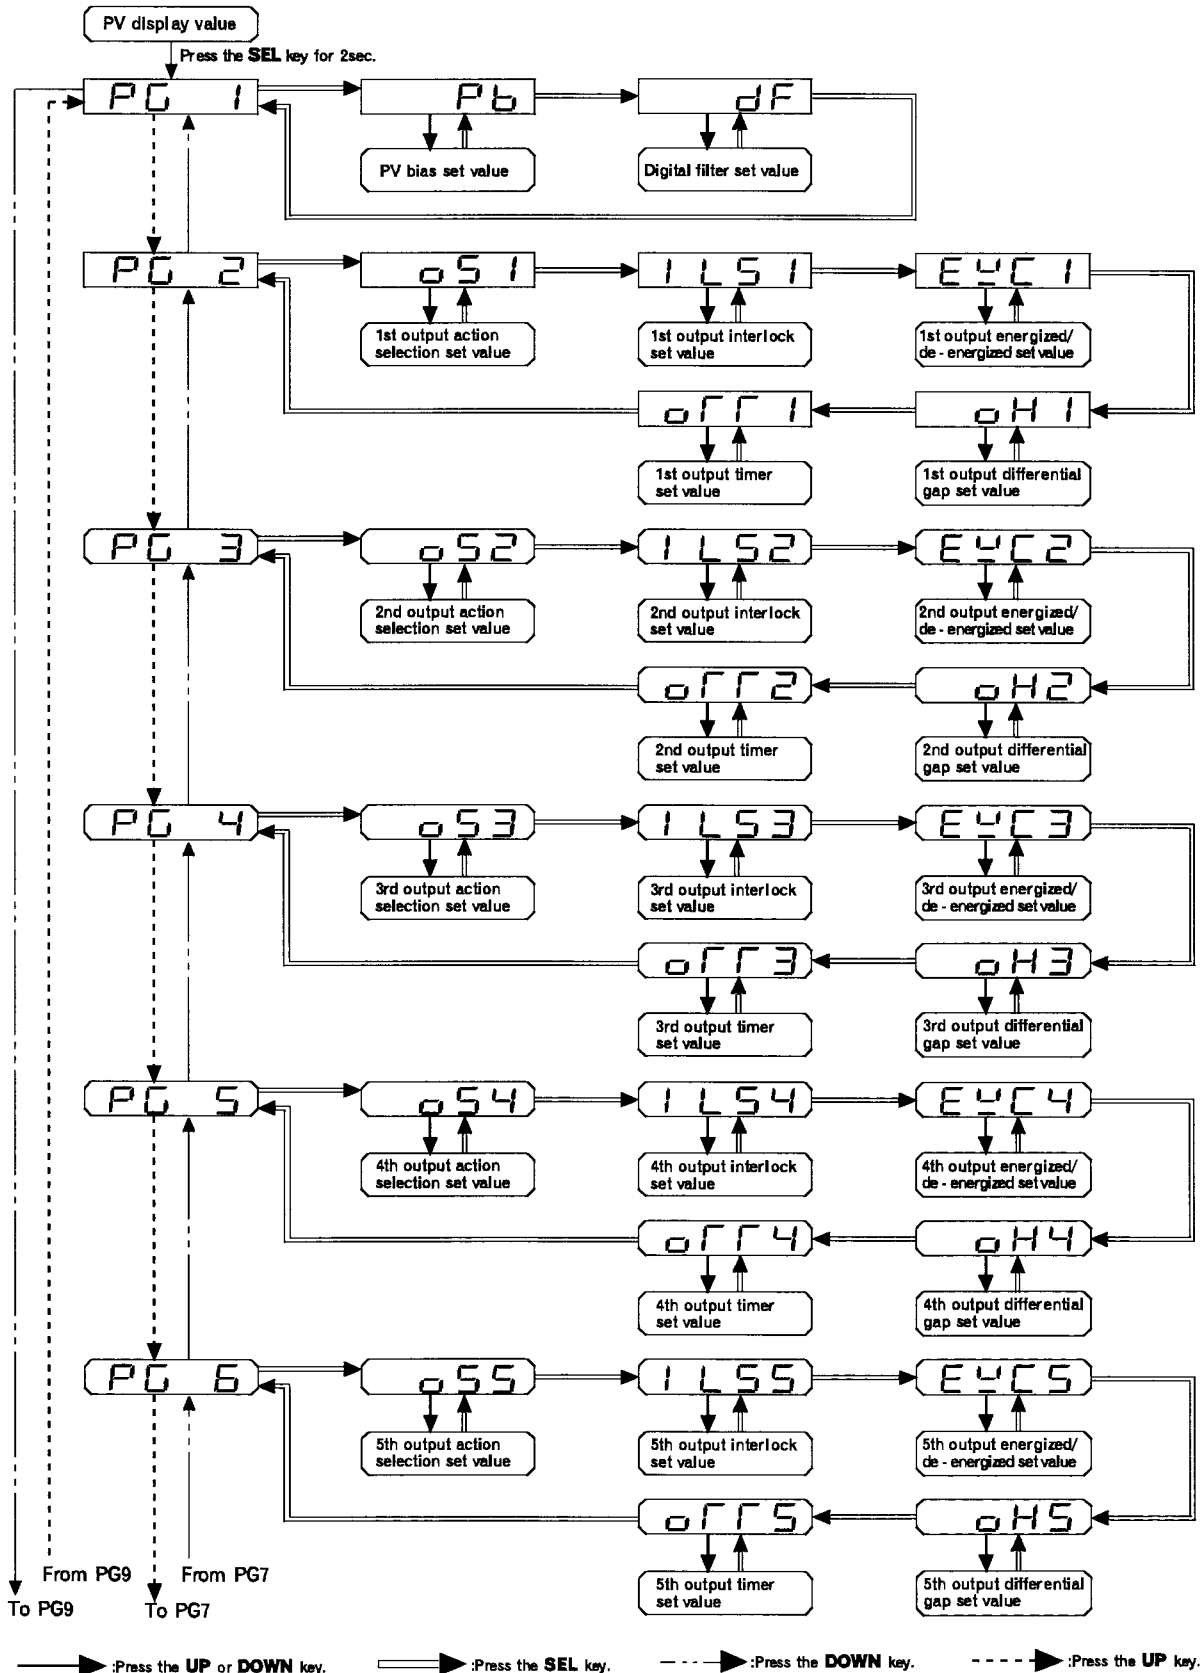 PV display value
Press the SEL key for 2sec.
PG 1
Pb
dF
PV bias set value
Digital filter set value
PG 2
oS1
ILS1
EvC1
1st output action
selection set value
1st output interlock
set value
1st output energized/
de - energized set value
oTT1
oH1
1st output timer
set value
1st output differential
gap set value
PG 3
oS2
ILS2
EvC2
2nd output action
selection set value
2nd output interlock
set value
2nd output energized/
de - energized set value
oTT2
oH2
2nd output timer
set value
2nd output differential
gap set value
PG 4
oS3
ILS3
EvC3
3rd output action
selection set value
3rd output interlock
set value
3rd output energized/
de - energized set value
oTT3
oH3
3rd output timer
set value
3rd output differential
gap set value
PG 5
oS4
ILS4
EvC4
4th output action
selection set value
4th output interlock
set value
4th output energized/
de - energized set value
oTT4
oH4
4th output timer
set value
4th output differential
gap set value
PG 6
oS5
ILS5
EvC5
5th output action
selection set value
5th output interlock
set value
5th output energized/
de - energized set value
oTT5
oH5
5th output timer
set value
5th output differential
gap set value
From PG9
From PG7
To PG9
To PG7
:Press the UP or DOWN key.
:Press the SEL key.
:Press the DOWN key.
:Press the UP key.